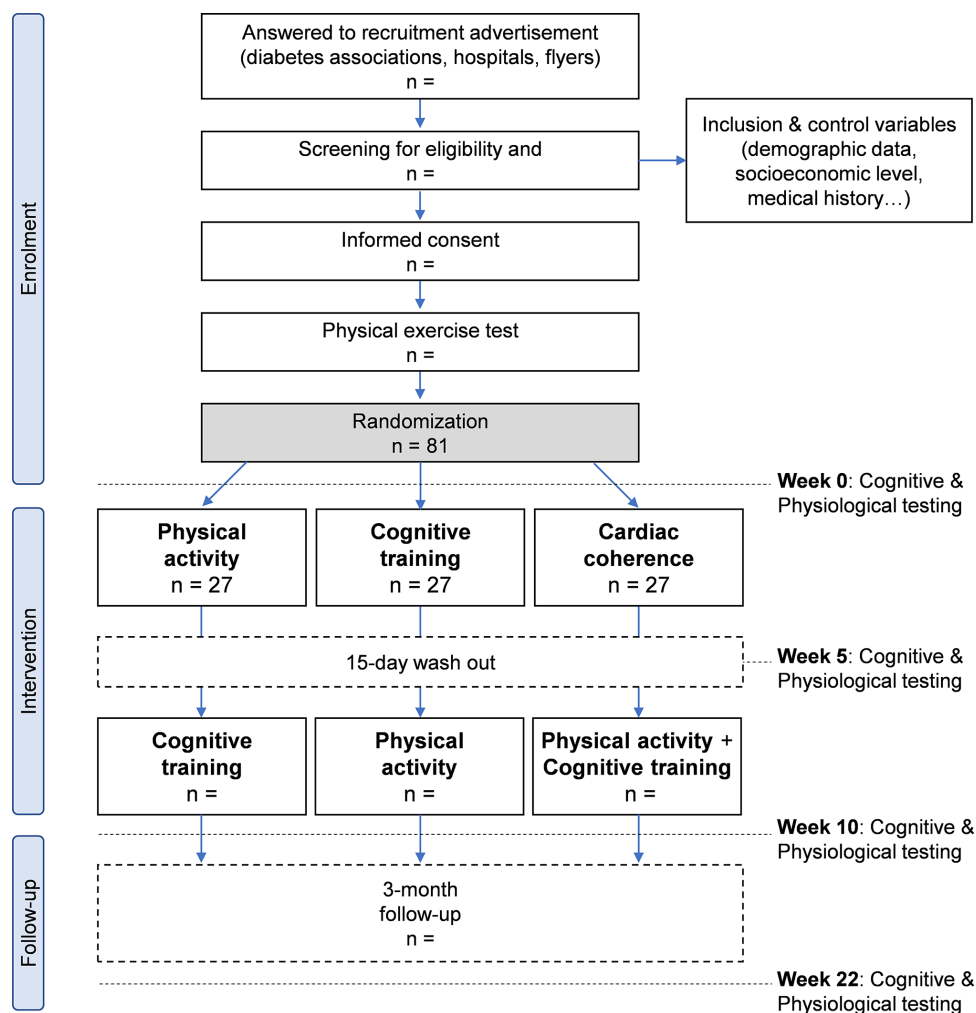 Enrolment
Answered to recruitment advertisement
(diabetes associations, hospitals, flyers)
n =
Screening for eligibility and
n =
Inclusion & control variables
(demographic data,
socioeconomic level,
medical history…)
Informed consent
n =
Physical exercise test
n =
Randomization
n = 81
Week 0: Cognitive &
Physiological testing
Intervention
Physical
activity
n = 27
Cognitive
training
n = 27
Cardiac
coherence
n = 27
15-day wash out
Week 5: Cognitive &
Physiological testing
Cognitive
training
n =
Physical
activity
n =
Physical activity +
Cognitive training
n =
Week 10: Cognitive &
Physiological testing
Follow-up
3-month
follow-up
n =
Week 22: Cognitive &
Physiological testing